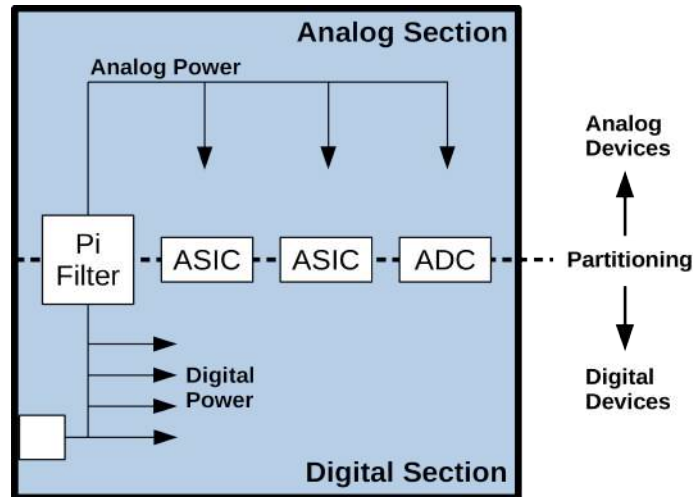 Analog Section
Analog Power
Analog
Devices
Pi
Filter
ASIC
ASIC
ADC
Partitioning
Digital
Power
Digital
Devices
Digital Section